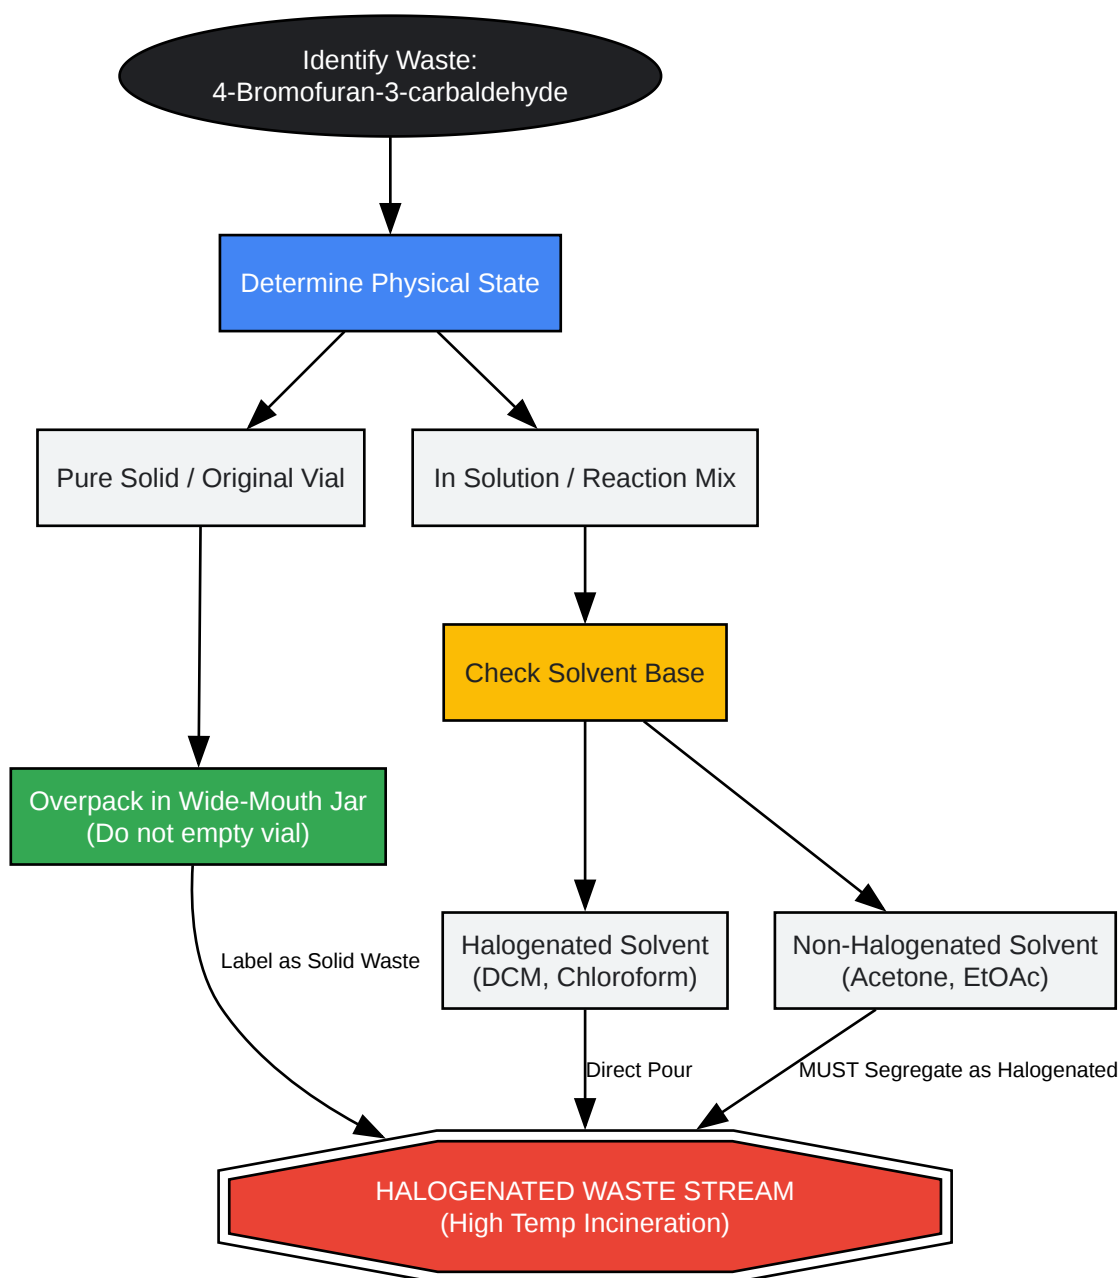 Identify Waste:
4-Bromofuran-3-carbaldehyde
Determine Physical State
Pure Solid / Original Vial
In Solution / Reaction Mix
Check Solvent Base
Overpack in Wide-Mouth Jar
(Do not empty vial)
Halogenated Solvent
(DCM, Chloroform)
Non-Halogenated Solvent
(Acetone, EtOAc)
Label as Solid Waste
Direct Pour
MUST Segregate as Halogenated
HALOGENATED WASTE STREAM
(High Temp Incineration)